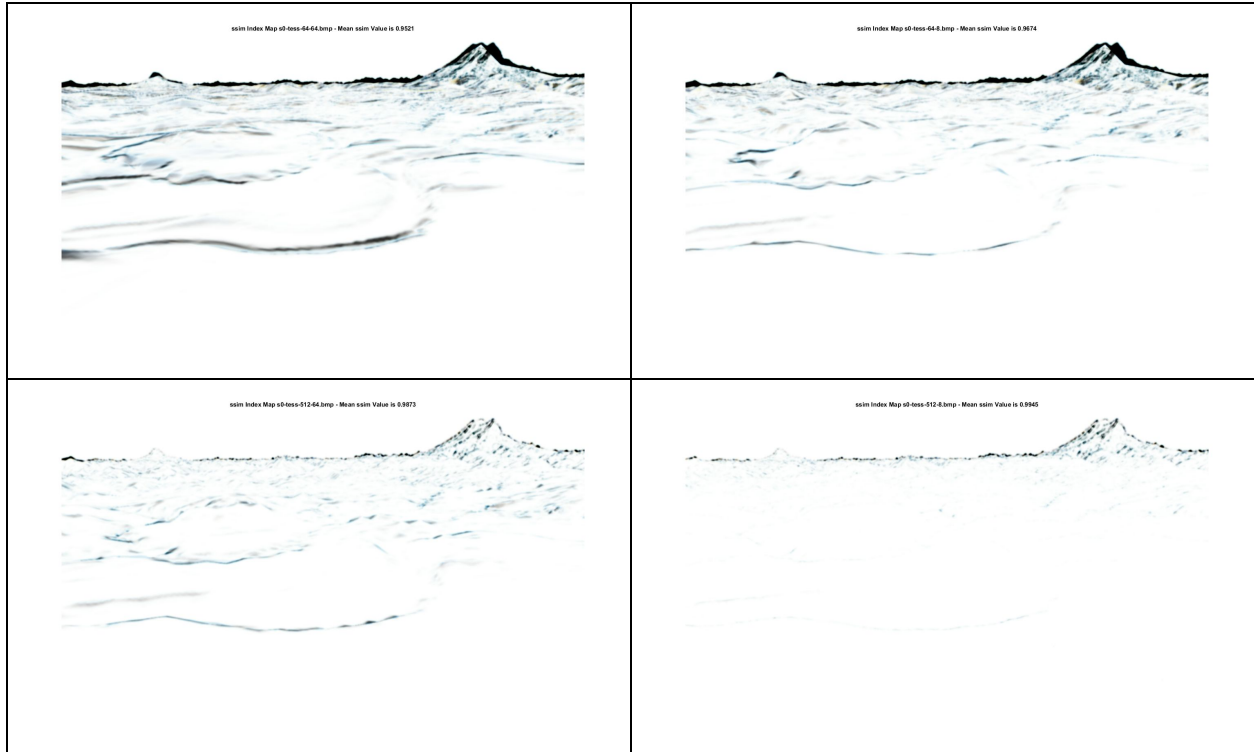 ssim Index Map s0-tess-64-64.bmp - Mean ssim Value is 0.9521
ssim Index Map s0-tess-64-8.bmp - Mean ssim Value is 0.9674
ssim Index Map s0-tess-512-64.bmp - Mean ssim Value is 0.9873
ssim Index Map s0-tess-512-8.bmp - Mean ssim Value is 0.9945